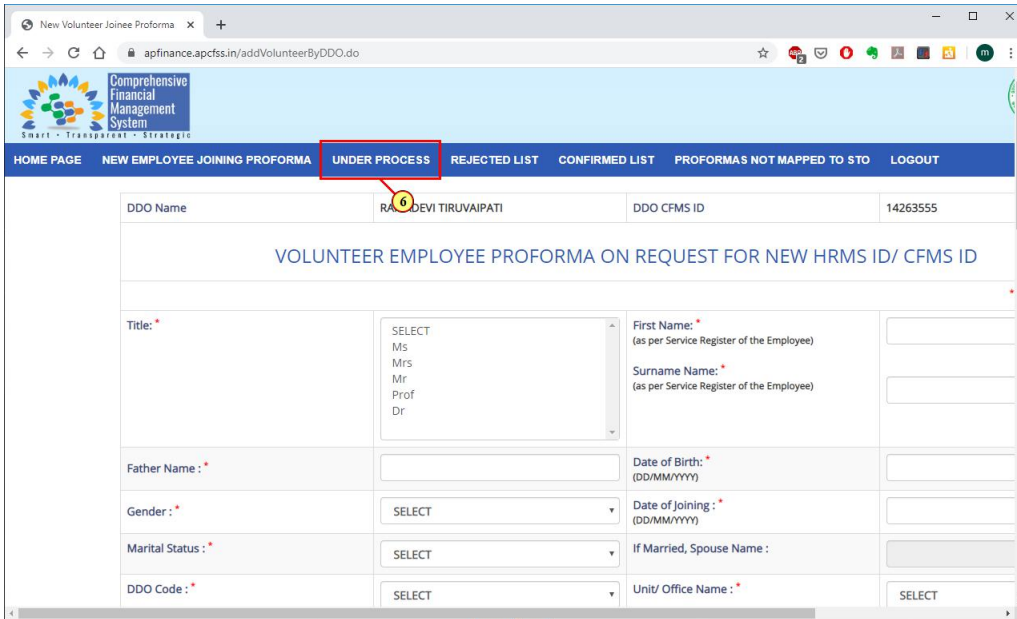 New Volunteer Joinee Proforma
apfinance.apcfss.in/addVolunteerByDDO.do
ABP
2
m
Comprehensive
Financial
Management
System
Smart • Transparent • Strategic
HOME PAGE NEW EMPLOYEE JOINING PROFORMA UNDER PROCESS REJECTED LIST CONFIRMED LIST PROFORMAS NOT MAPPED TO STO LOGOUT
6
DDO Name TIRUVAIPATI DDO CFMS ID 14263555
VOLUNTEER EMPLOYEE PROFORMA ON REQUEST FOR NEW HRMS ID/ CFMS ID
*
Title: *
SELECT
Ms
Mrs
Mr
Prof
Dr
First Name: *
(as per Service Register of the Employee)
Surname Name: *
(as per Service Register of the Employee)
Father Name : * Date of Birth: *
(DD/MM/YYYY)
Gender : * SELECT Date of Joining : *
(DD/MM/YYYY)
Marital Status : * SELECT If Married, Spouse Name :
DDO Code : * SELECT Unit/ Office Name : * SELECT